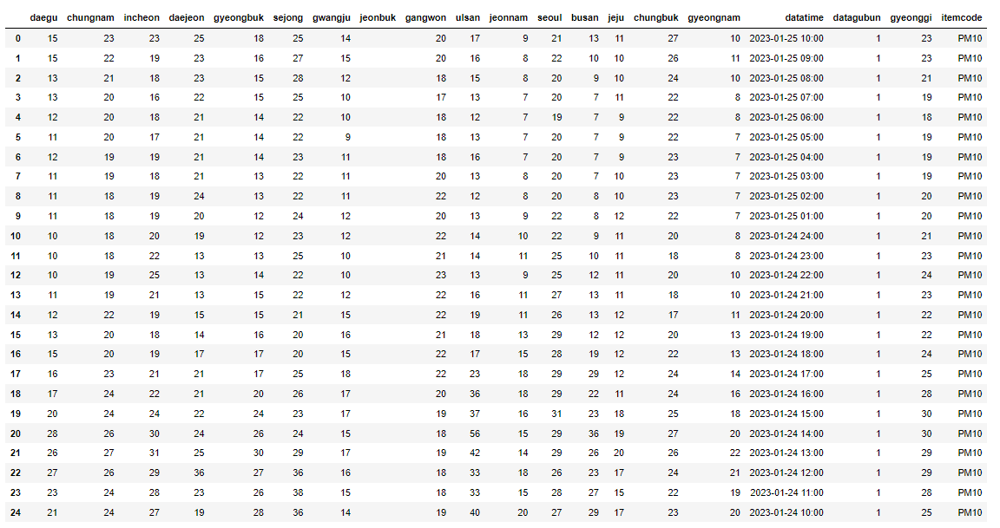 daegu chungnam incheon daejeon gyeongbuk sejong gwangju jeonbuk gangwon ulsan jeonnam seoul busan jeju chungbuk gyeongnam datatime datagubun gyeonggi itemcode
0 15 23 23 25 18 25 14 20 17 9 21 13 11 27 10 2023-01-25 10:00 1 23 PM10
1 15 22 19 23 16 27 15 20 16 8 22 10 10 26 11 2023-01-25 09:00 1 23 PM10
2 13 21 18 23 15 28 12 18 15 8 20 9 10 24 10 2023-01-25 08:00 1 21 PM10
3 13 20 16 22 15 25 10 17 13 7 20 7 11 22 8 2023-01-25 07:00 1 19 PM10
4 12 20 18 21 14 22 10 18 12 7 19 7 9 22 8 2023-01-25 06:00 1 18 PM10
5 11 20 17 21 14 22 9 18 13 7 20 7 9 22 7 2023-01-25 05:00 1 19 PM10
6 12 19 19 21 14 23 11 18 16 7 20 7 9 23 7 2023-01-25 04:00 1 19 PM10
7 11 19 18 21 13 22 11 20 13 8 20 7 10 23 7 2023-01-25 03:00 1 19 PM10
8 11 18 19 24 13 22 11 22 12 8 20 8 10 23 7 2023-01-25 02:00 1 20 PM10
9 11 18 19 20 12 24 12 20 13 9 22 8 12 22 7 2023-01-25 01:00 1 20 PM10
10 10 18 20 19 12 23 12 22 14 10 22 9 11 20 8 2023-01-24 24:00 1 21 PM10
11 10 18 22 13 13 25 10 21 14 11 25 10 11 18 8 2023-01-24 23:00 1 23 PM10
12 10 19 25 13 14 22 10 23 13 9 25 12 11 20 10 2023-01-24 22:00 1 24 PM10
13 11 19 21 13 15 22 12 22 16 11 27 13 11 18 10 2023-01-24 21:00 1 23 PM10
14 12 22 19 15 15 21 15 22 19 11 26 13 12 17 11 2023-01-24 20:00 1 22 PM10
15 13 20 18 14 16 20 16 21 18 13 29 12 12 20 13 2023-01-24 19:00 1 22 PM10
16 15 20 19 17 17 20 15 22 17 15 28 19 12 22 13 2023-01-24 18:00 1 24 PM10
17 16 23 21 21 17 25 18 22 23 18 29 29 12 24 14 2023-01-24 17:00 1 25 PM10
18 17 24 22 21 20 26 17 20 36 18 29 22 11 24 16 2023-01-24 16:00 1 28 PM10
19 20 24 24 22 24 23 17 19 37 16 31 23 18 25 18 2023-01-24 15:00 1 30 PM10
20 28 26 30 24 26 24 15 18 56 15 29 36 19 27 20 2023-01-24 14:00 1 30 PM10
21 26 27 31 25 30 29 17 19 42 14 29 26 20 26 22 2023-01-24 13:00 1 29 PM10
22 27 26 29 36 27 36 16 18 33 18 26 23 17 24 21 2023-01-24 12:00 1 29 PM10
23 23 24 28 23 26 38 15 18 33 15 28 27 15 22 19 2023-01-24 11:00 1 28 PM10
24 21 24 27 19 28 36 14 19 40 20 27 29 17 23 20 2023-01-24 10:00 1 25 PM10